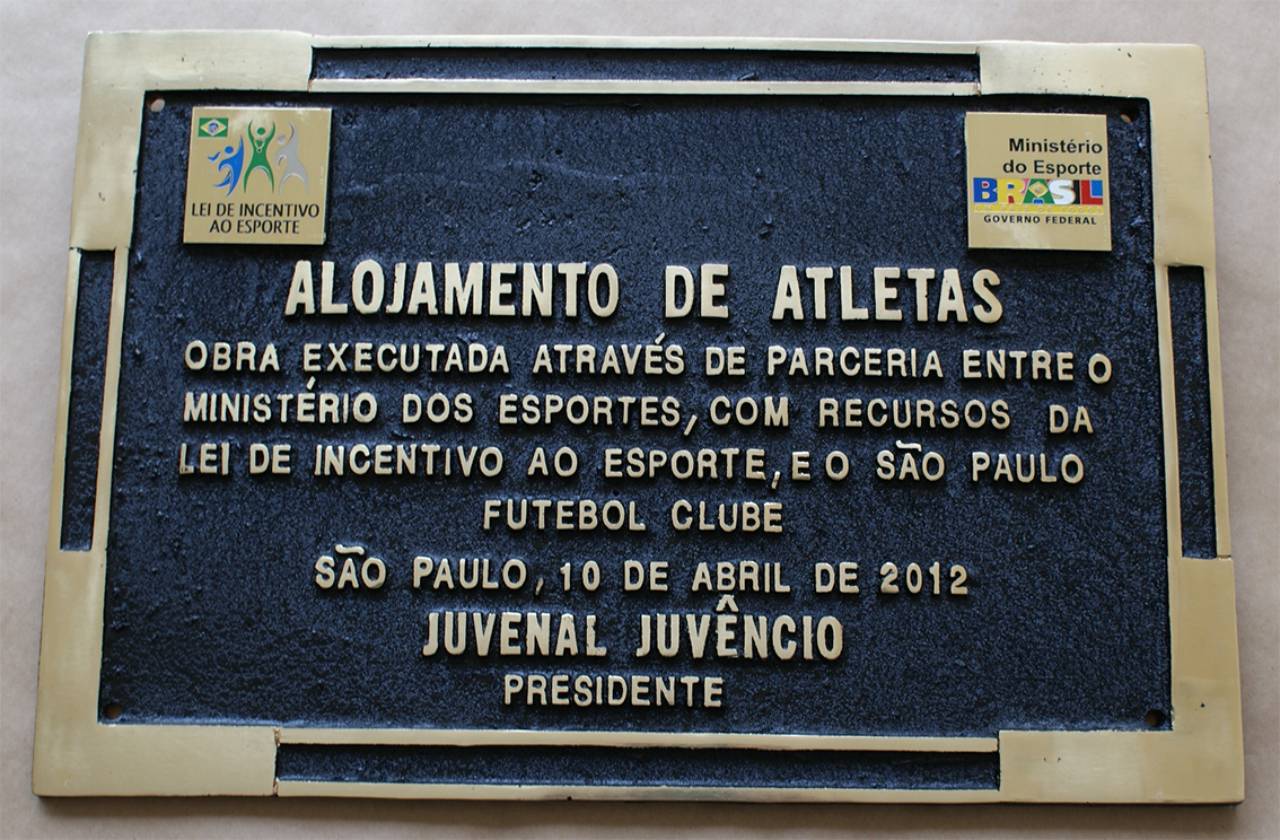 LEI DE INCENTIVO
AO ESPORTE
Ministério
do Esporte
BRASIL
GOVERNO FEDERAL
ALOJAMENTO DE ATLETAS
OBRA EXECUTADA ATRAVÉS DE PARCERIA ENTRE O
MINISTÉRIO DOS ESPORTES, COM RECURSOS DA
LEI DE INCENTIVO AO ESPORTE, E O SÃO PAULO
FUTEBOL CLUBE
SÃO PAULO, 10 DE ABRIL DE 2012
JUVENAL JUVÊNCIO
PRESIDENTE